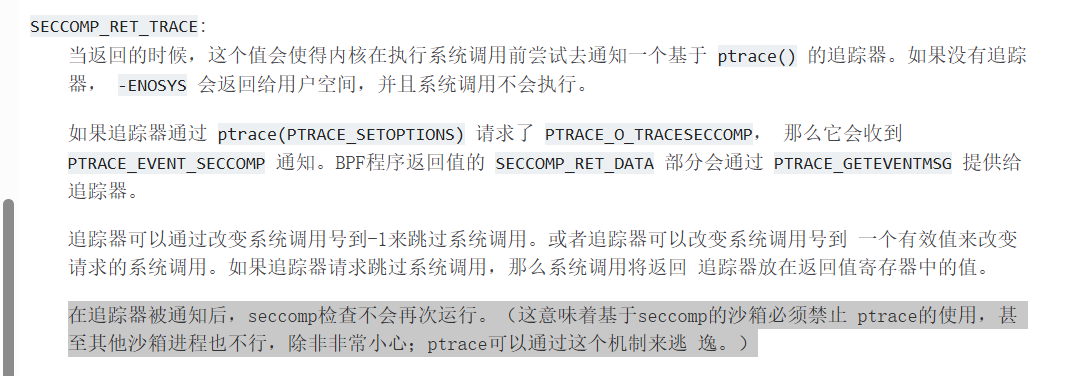 SECCOMP_RET_TRACE:
当返回的时候，这个值会使得内核在执行系统调用前尝试去通知一个基于 ptrace() 的追踪器。如果没有追踪
器， -ENOSYS 会返回给用户空间，并且系统调用不会执行。
如果追踪器通过 ptrace(PTRACE_SETOPTIONS) 请求了 PTRACE_O_TRACESECCOMP， 那么它会收到
PTRACE_EVENT_SECCOMP 通知。BPF程序返回值的 SECCOMP_RET_DATA 部分会通过 PTRACE_GETEVENTMSG 提供给
追踪器。
追踪器可以通过改变系统调用号到-1来跳过系统调用。或者追踪器可以改变系统调用号到 一个有效值来改变
请求的系统调用。如果追踪器请求跳过系统调用，那么系统调用将返回 追踪器放在返回值寄存器中的值。
在追踪器被通知后，seccomp检查不会再次运行。（这意味着基于seccomp的沙箱必须禁止 ptrace的使用，甚
至其他沙箱进程也不行，除非非常小心；ptrace可以通过这个机制来逃 逸。）